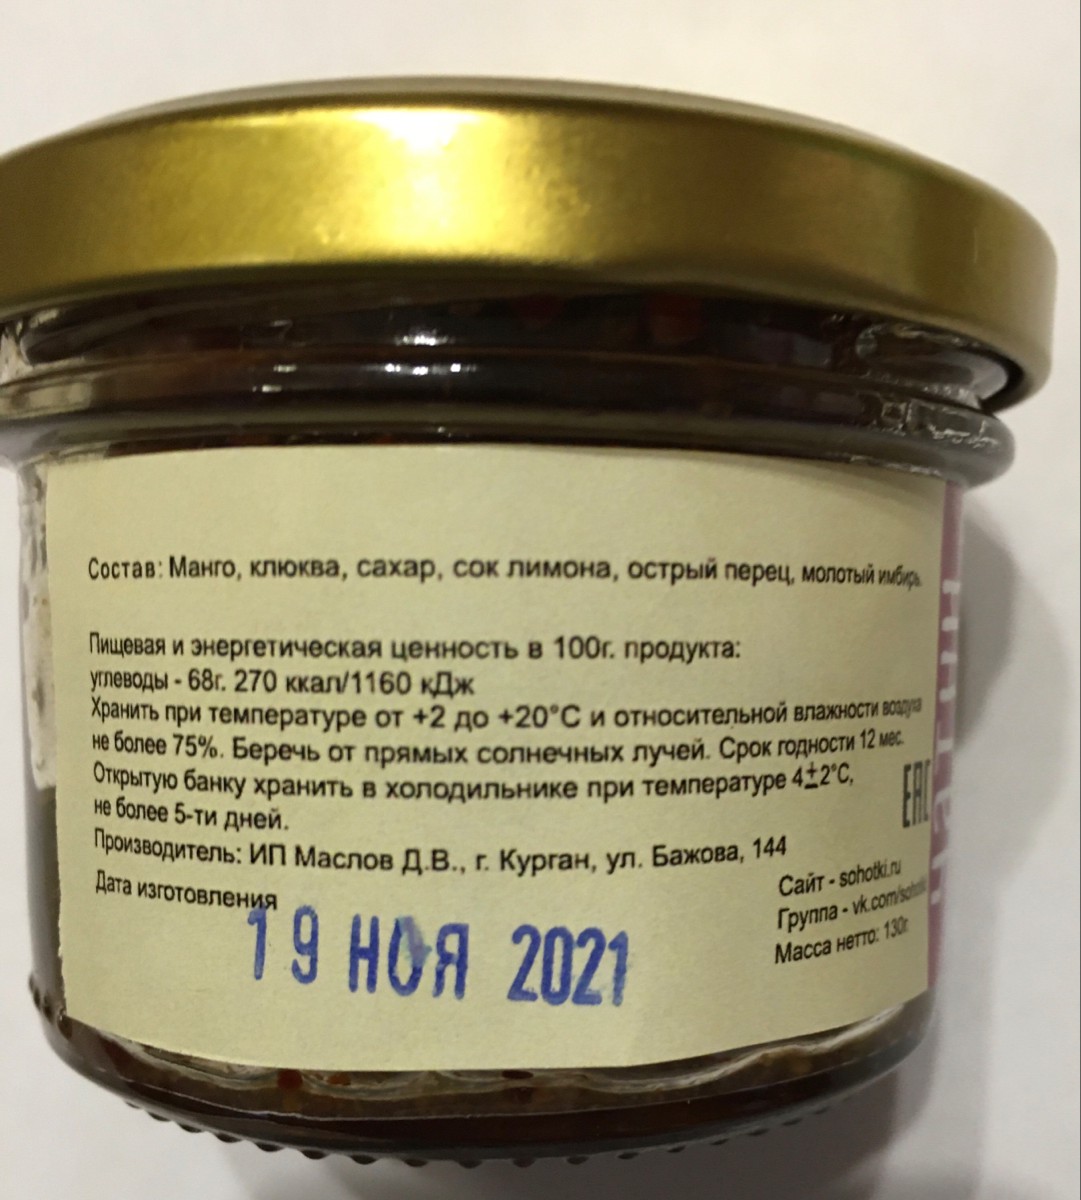 Состав: Манго, клюква, сахар, сок лимона, острый перец, молотый имбирь.
Пищевая и энергетическая ценность в 100г. продукта:
углеводы - 68г. 270 ккал/1160 кДж
Хранить при температуре от +2 до +20°С и относительной влажности воздуха
не более 75%. Беречь от прямых солнечных лучей. Срок годности 12 мес.
Открытую банку хранить в холодильнике при температуре 4±2°С,
не более 5-ти дней.
ЕАС
Производитель: ИП Маслов Д.В., г. Курган, ул. Бажова, 144
Дата изготовления
19 НОЯ 2021
Сайт - sohotki.ru
Группа - vk.com/
Масса нетто: 130г.